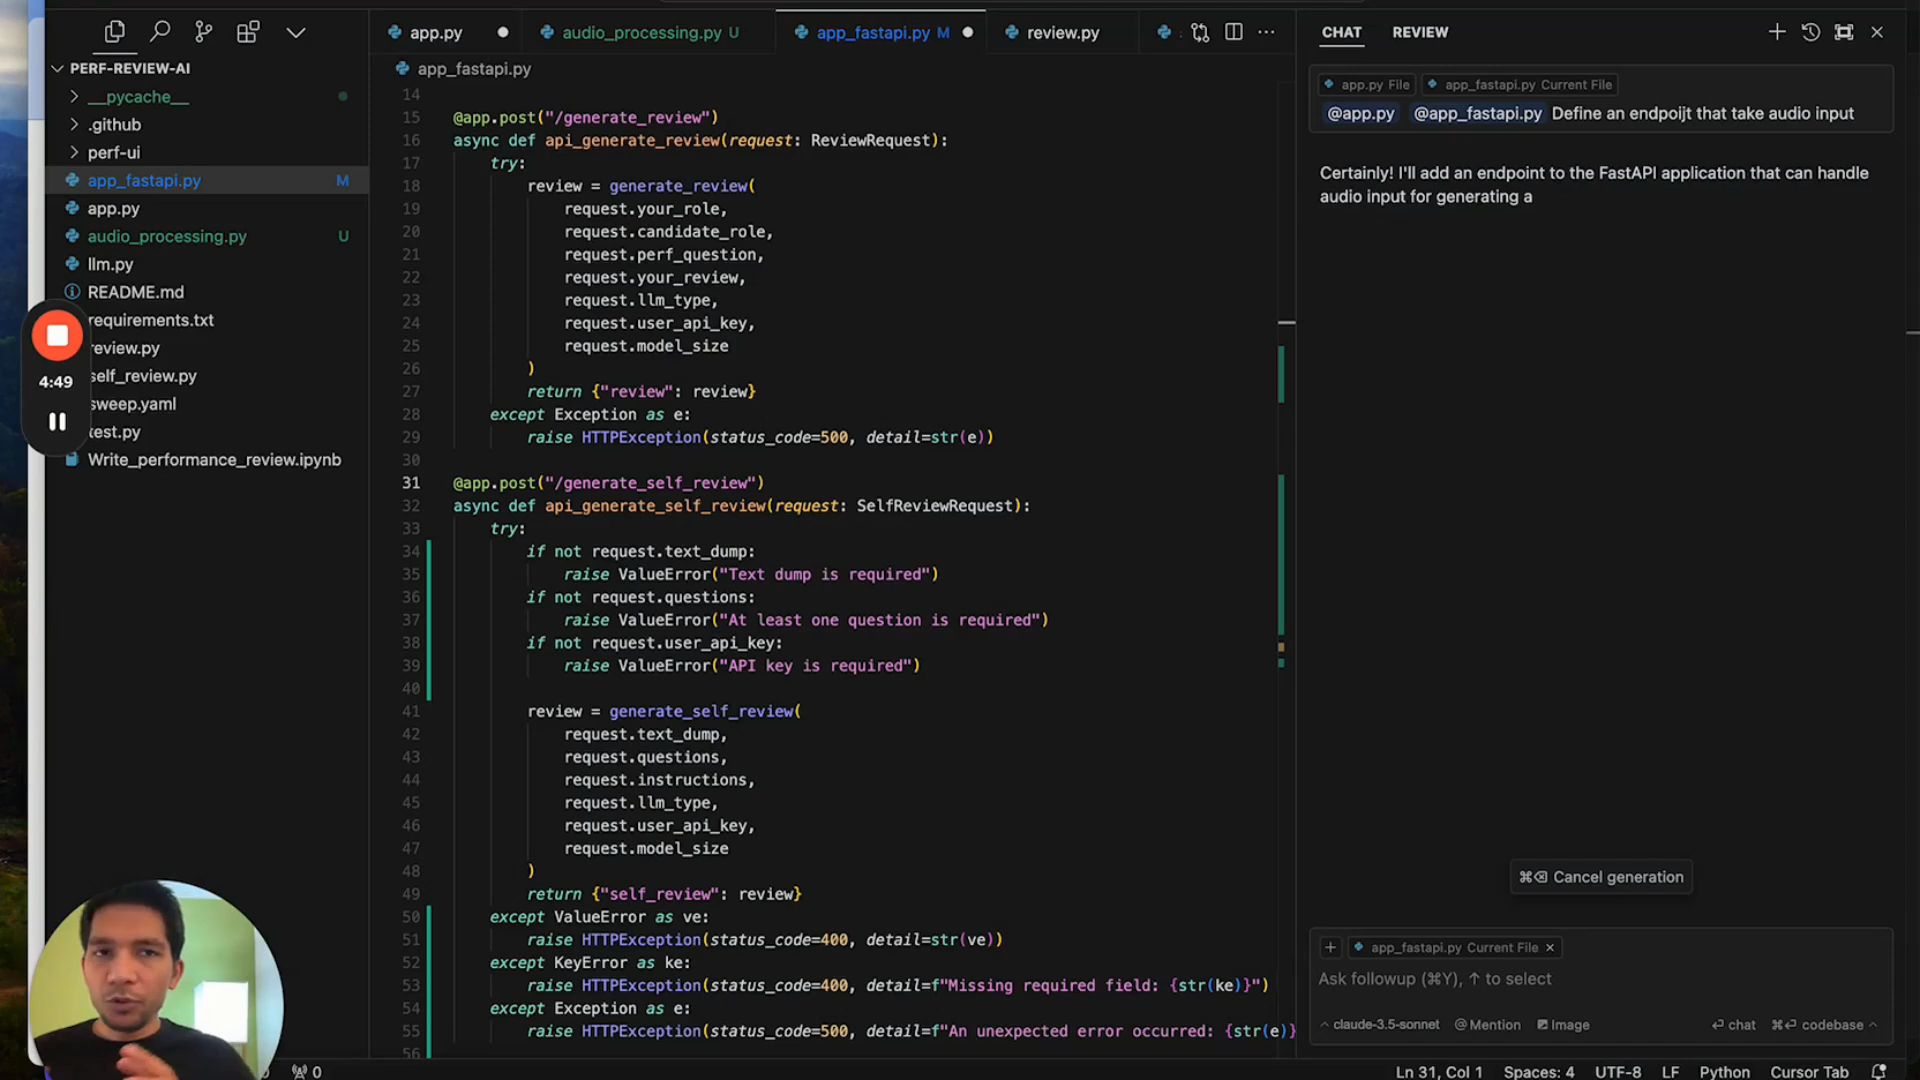 PERF-REVIEW-AI
__pycache__
.github
perf-ui
app_fastapi.py M
app.py
audio_processing.py U
llm.py
README.md
requirements.txt
review.py
self_review.py
sweep.yaml
test.py
Write_performance_review.ipynb
4:49
app.py
audio_processing.py U
app_fastapi.py M
review.py
app_fastapi.py
14
15 @app.post("/generate_review")
16 async def api_generate_review(request: ReviewRequest):
17 try:
18 review = generate_review(
19 request.your_role,
20 request.candidate_role,
21 request.perf_question,
22 request.your_review,
23 request.llm_type,
24 request.user_api_key,
25 request.model_size
26 )
27 return {"review": review}
28 except Exception as e:
29 raise HTTPException(status_code=500, detail=str(e))
30
31 @app.post("/generate_self_review")
32 async def api_generate_self_review(request: SelfReviewRequest):
33 try:
34 if not request.text_dump:
35 raise ValueError("Text dump is required")
36 if not request.questions:
37 raise ValueError("At least one question is required")
38 if not request.user_api_key:
39 raise ValueError("API key is required")
40
41 review = generate_self_review(
42 request.text_dump,
43 request.questions,
44 request.instructions,
45 request.llm_type,
46 request.user_api_key,
47 request.model_size
48 )
49 return {"self_review": review}
50 except ValueError as ve:
51 raise HTTPException(status_code=400, detail=str(ve))
52 except KeyError as ke:
53 raise HTTPException(status_code=400, detail=f"Missing required field: {str(ke)}")
54 except Exception as e:
55 raise HTTPException(status_code=500, detail=f"An unexpected error occurred: {str(e)}
56
CHAT REVIEW
app.py File app_fastapi.py Current File
@app.py @app_fastapi.py Define an endpoijt that take audio input
Certainly! I'll add an endpoint to the FastAPI application that can handle
audio input for generating a
⌘⌫ Cancel generation
+ app_fastapi.py Current File ×
Ask followup (⌘Y), ↑ to select
^ claude-3.5-sonnet @Mention Image ↵ chat ⌘↵ codebase ^
0
Ln 31, Col 1 Spaces: 4 UTF-8 LF Python Cursor Tab